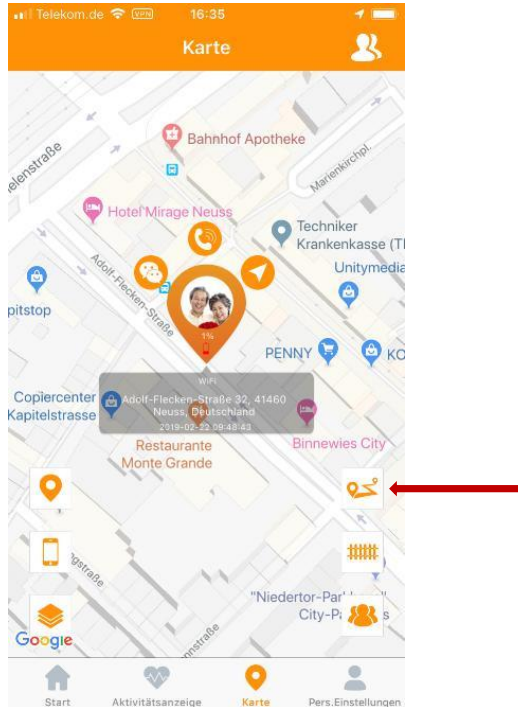 Telekom.de VPN 16:35
Karte
Bahnhof Apotheke
Marienkirchpl.
Hotel Mirage Neuss
Techniker
Krankenkasse (TI
Adolf-Flecken-Straße
Unitymedia
pitstop
1%
PENNY
KO
WiFi
Copiercenter
Kapitelstrasse
Adolf-Flecken-Straße 32, 41460
Neuss, Deutschland
2019-02-22 09:48:43
Restaurante
Monte Grande
Binnewies City
"Niedertor-Par
City-Pa
s
Google
Start
Aktivitätsanzeige
Karte
Pers.Einstellungen